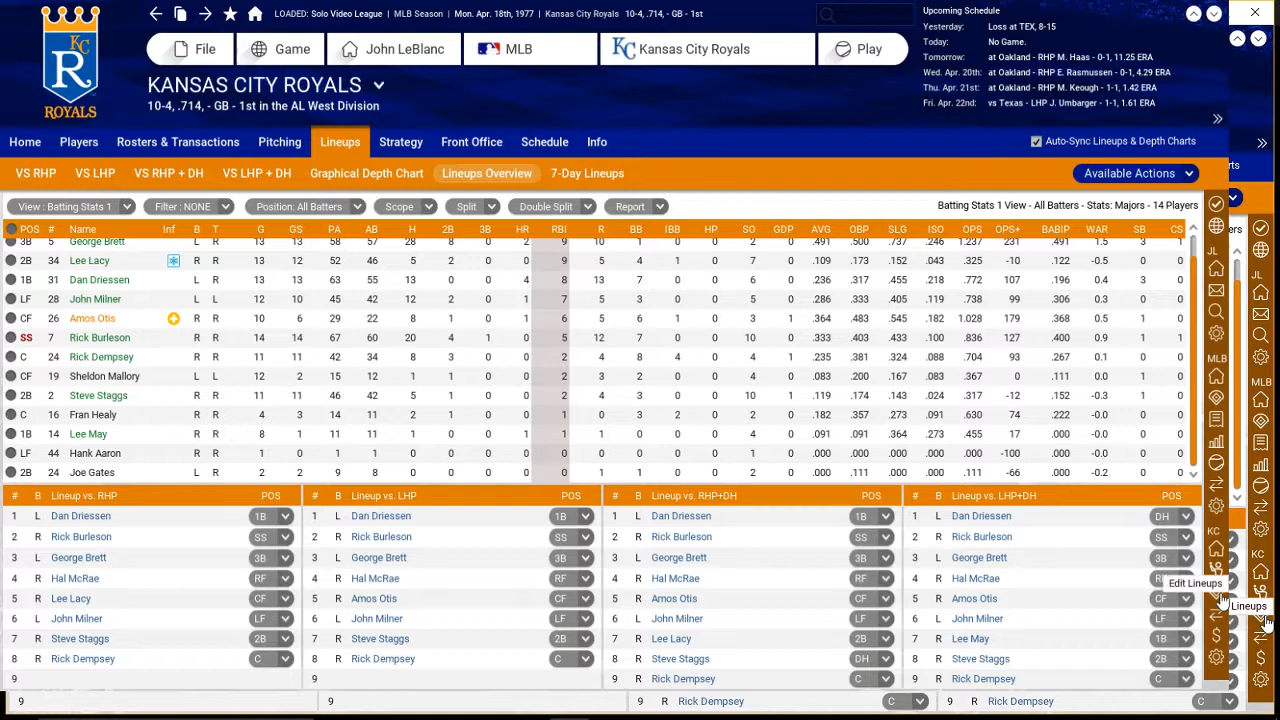 LOADED: Solo Video League | MLB Season | Mon. Apr. 18th, 1977 | Kansas City Royals 10-4, .714, - GB - 1st
File Game John LeBlanc MLB Kansas City Royals Play
KC R ROYALS
KANSAS CITY ROYALS
10-4, .714, - GB - 1st in the AL West Division
Upcoming Schedule
Yesterday: Loss at TEX, 8-15
Today: No Game.
Tomorrow: at Oakland - RHP M. Haas - 0-1, 11.25 ERA
Wed. Apr. 20th: at Oakland - RHP E. Rasmussen - 0-1, 4.29 ERA
Thu. Apr. 21st: at Oakland - RHP M. Keough - 1-1, 1.42 ERA
Fri. Apr. 22nd: vs Texas - LHP J. Umbarger - 1-1, 1.61 ERA
Home Players Rosters & Transactions Pitching Lineups Strategy Front Office Schedule Info Auto-Sync Lineups & Depth Charts
VS RHP VS LHP VS RHP + DH VS LHP + DH Graphical Depth Chart Lineups Overview 7-Day Lineups Available Actions
View : Batting Stats 1 Filter : NONE Position: All Batters Scope Split Double Split Report Batting Stats 1 View - All Batters - Stats: Majors - 14 Players
POS # Name Inf B T G GS PA AB H 2B 3B HR RBI R BB IBB HP SO GDP AVG OBP SLG ISO OPS OPS+ BABIP WAR SB CS
3B 5 George Brett L R 13 13 58 57 28 8 0 2 9 10 1 0 0 2 0 .491 .500 .737 .246 1.237 231 .491 1.5 3 1
2B 34 Lee Lacy R R 13 12 52 46 5 2 0 0 9 5 4 1 0 7 0 .109 .173 .152 .043 .325 -10 .122 -0.5 0 0
1B 31 Dan Driessen L R 13 13 63 55 13 0 0 4 8 13 7 0 0 6 0 .236 .317 .455 .218 .772 107 .196 0.4 3 0
LF 28 John Milner L L 12 10 45 42 12 2 0 1 7 5 3 0 0 5 0 .286 .333 .405 .119 .738 99 .306 0.3 0 0
CF 26 Amos Otis R R 10 6 29 22 8 1 0 1 6 5 6 1 0 3 1 .364 .483 .545 .182 1.028 179 .368 0.5 1 0
SS 7 Rick Burleson R R 14 14 67 60 20 4 1 0 5 12 7 0 0 10 0 .333 .403 .433 .100 .836 127 .400 0.9 1 1
C 24 Rick Dempsey R R 11 11 42 34 8 3 0 0 2 4 8 4 0 4 1 .235 .381 .324 .088 .704 93 .267 0.1 0 0
CF 19 Sheldon Mallory L L 12 2 15 12 1 1 0 0 2 3 2 0 0 4 0 .083 .200 .167 .083 .367 0 .111 -0.0 1 0
2B 2 Steve Staggs R R 11 11 46 42 5 1 0 0 2 4 3 0 0 10 1 .119 .174 .143 .024 .317 -12 .152 -0.3 0 0
C 16 Fran Healy R R 4 3 14 11 2 1 0 0 1 0 3 2 0 2 0 .182 .357 .273 .091 .630 74 .222 -0.0 0 0
1B 14 Lee May R R 8 1 11 11 1 0 0 1 1 1 0 0 0 4 0 .091 .091 .364 .273 .455 17 .000 -0.1 0 0
LF 44 Hank Aaron R R 1 0 1 1 0 0 0 0 0 0 0 0 0 1 0 .000 .000 .000 .000 .000 -100 .000 -0.0 0 0
2B 24 Joe Gates L R 2 2 9 8 0 0 0 0 0 1 1 0 0 2 0 .000 .111 .000 .000 .111 -66 .000 -0.2 0 0
# B Lineup vs. RHP POS # B Lineup vs. LHP POS # B Lineup vs. RHP+DH POS # B Lineup vs. LHP+DH POS
1 L Dan Driessen 1B 1 L Dan Driessen 1B 1 L Dan Driessen 1B 1 L Dan Driessen DH
2 R Rick Burleson SS 2 R Rick Burleson SS 2 R Rick Burleson SS 2 R Rick Burleson SS
3 L George Brett 3B 3 L George Brett 3B 3 L George Brett 3B 3 L George Brett 3B
4 R Hal McRae RF 4 R Hal McRae RF 4 R Hal McRae RF 4 R Hal McRae
5 R Lee Lacy CF 5 R Amos Otis CF 5 R Amos Otis CF 5 R Amos Otis CF
6 L John Milner LF 6 L John Milner LF 6 L John Milner LF 6 L John Milner LF
7 R Steve Staggs 2B 7 R Steve Staggs 2B 7 R Lee Lacy 2B 7 R Lee May 1B
8 R Rick Dempsey C 8 R Rick Dempsey C 8 R Steve Staggs DH 8 R Steve Staggs 2B
9 9 9 R Rick Dempsey C 9 R Rick Dempsey C
9 9 9 R Rick Dempsey C 9 R Rick Dempsey C
JL
MLB
KC
Edit Lineups
rts
ers
JL
MLB
KC
Lineups